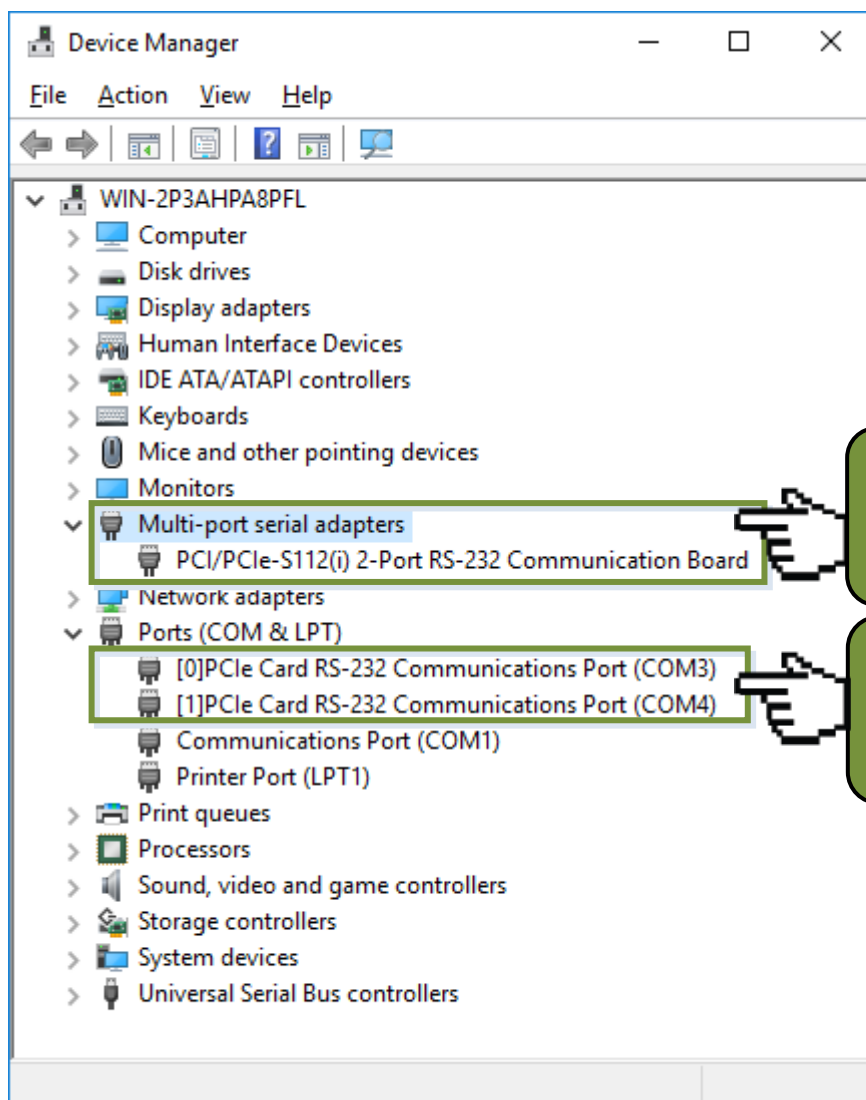 Device Manager
File Action View Help
WIN-2P3AHPA8PFL
Computer
Disk drives
Display adapters
Human Interface Devices
IDE ATA/ATAPI controllers
Keyboards
Mice and other pointing devices
Monitors
Multi-port serial adapters
PCI/PCIe-S112(i) 2-Port RS-232 Communication Board
Network adapters
Ports (COM & LPT)
[0]PCIe Card RS-232 Communications Port (COM3)
[1]PCIe Card RS-232 Communications Port (COM4)
Communications Port (COM1)
Printer Port (LPT1)
Print queues
Processors
Sound, video and game controllers
Storage controllers
System devices
Universal Serial Bus controllers